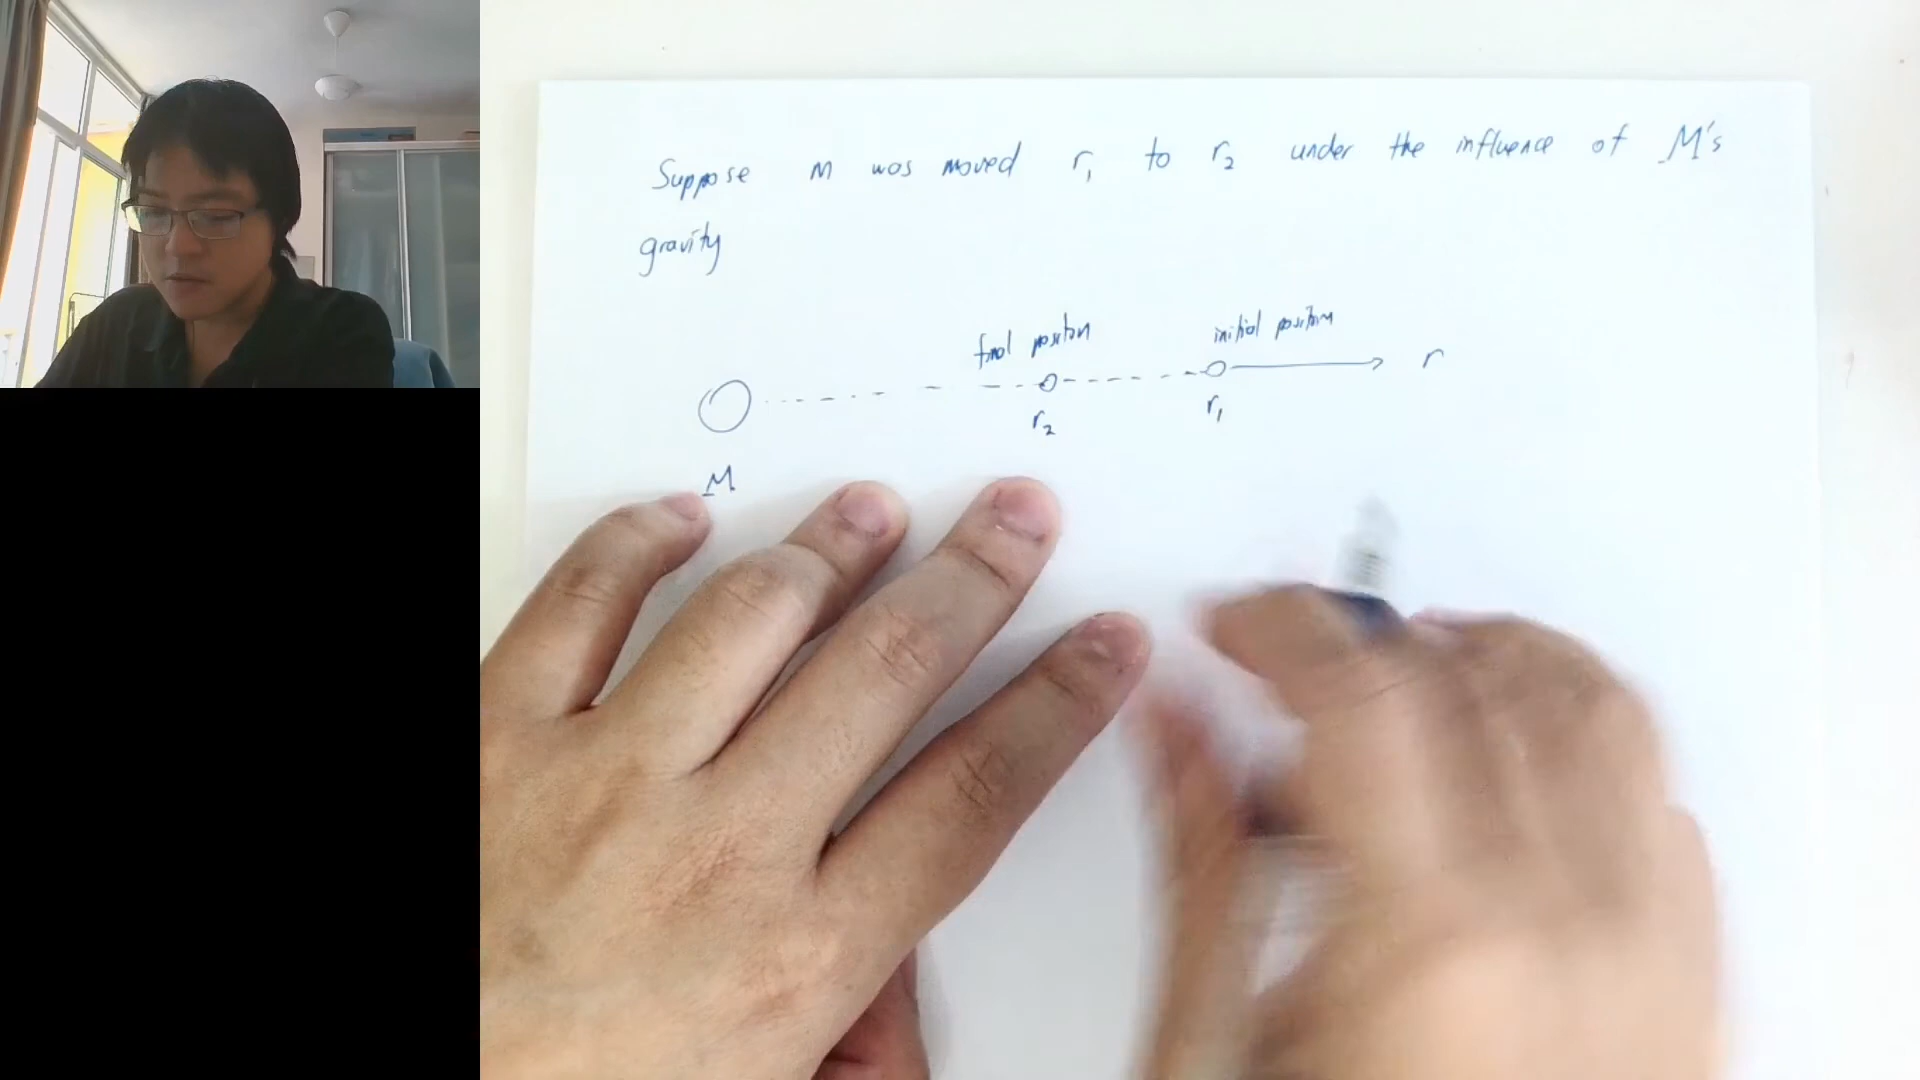 Suppose m was moved r₁ to r₂ under the influence of M's
gravity
final position initial position
r
r₂ r₁
M